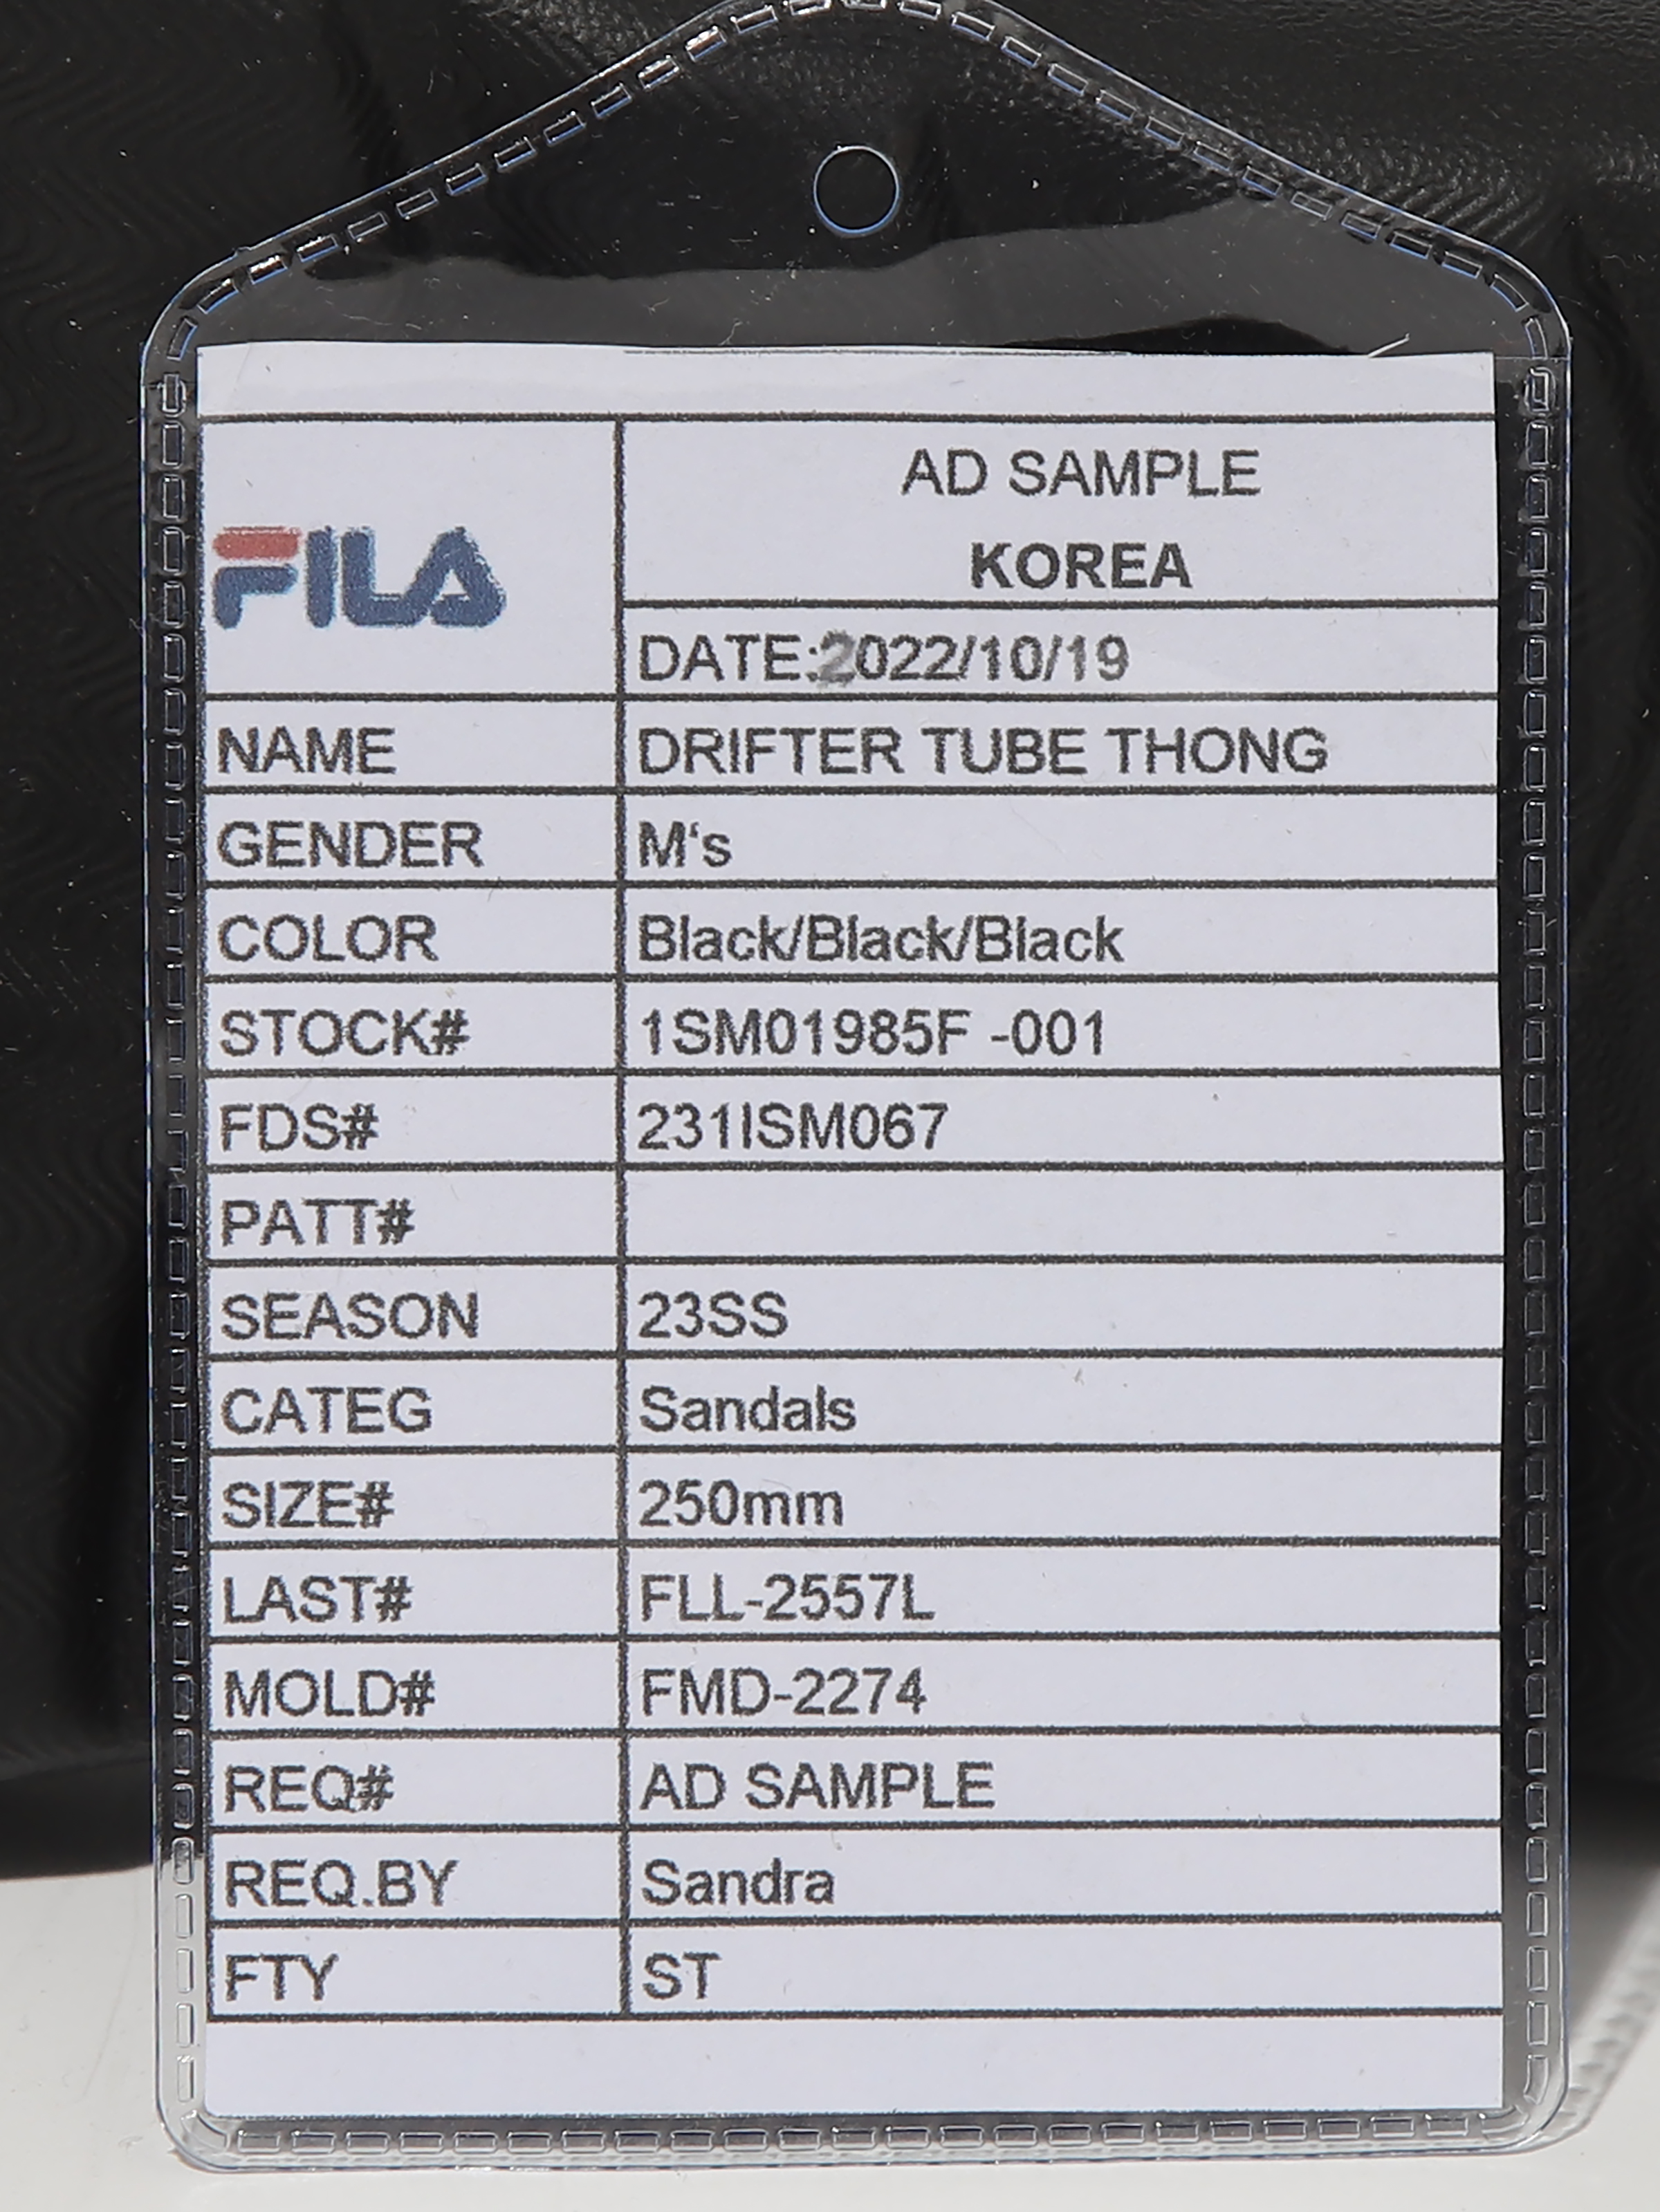 FILA
AD SAMPLE
KOREA
DATE:2022/10/19
NAME DRIFTER TUBE THONG
GENDER M‘s
COLOR Black/Black/Black
STOCK# 1SM01985F -001
FDS# 231ISM067
PATT#
SEASON 23SS
CATEG Sandals
SIZE# 250mm
LAST# FLL-2557L
MOLD# FMD-2274
REQ# AD SAMPLE
REQ.BY Sandra
FTY ST